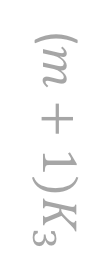 (m + 1)K₃